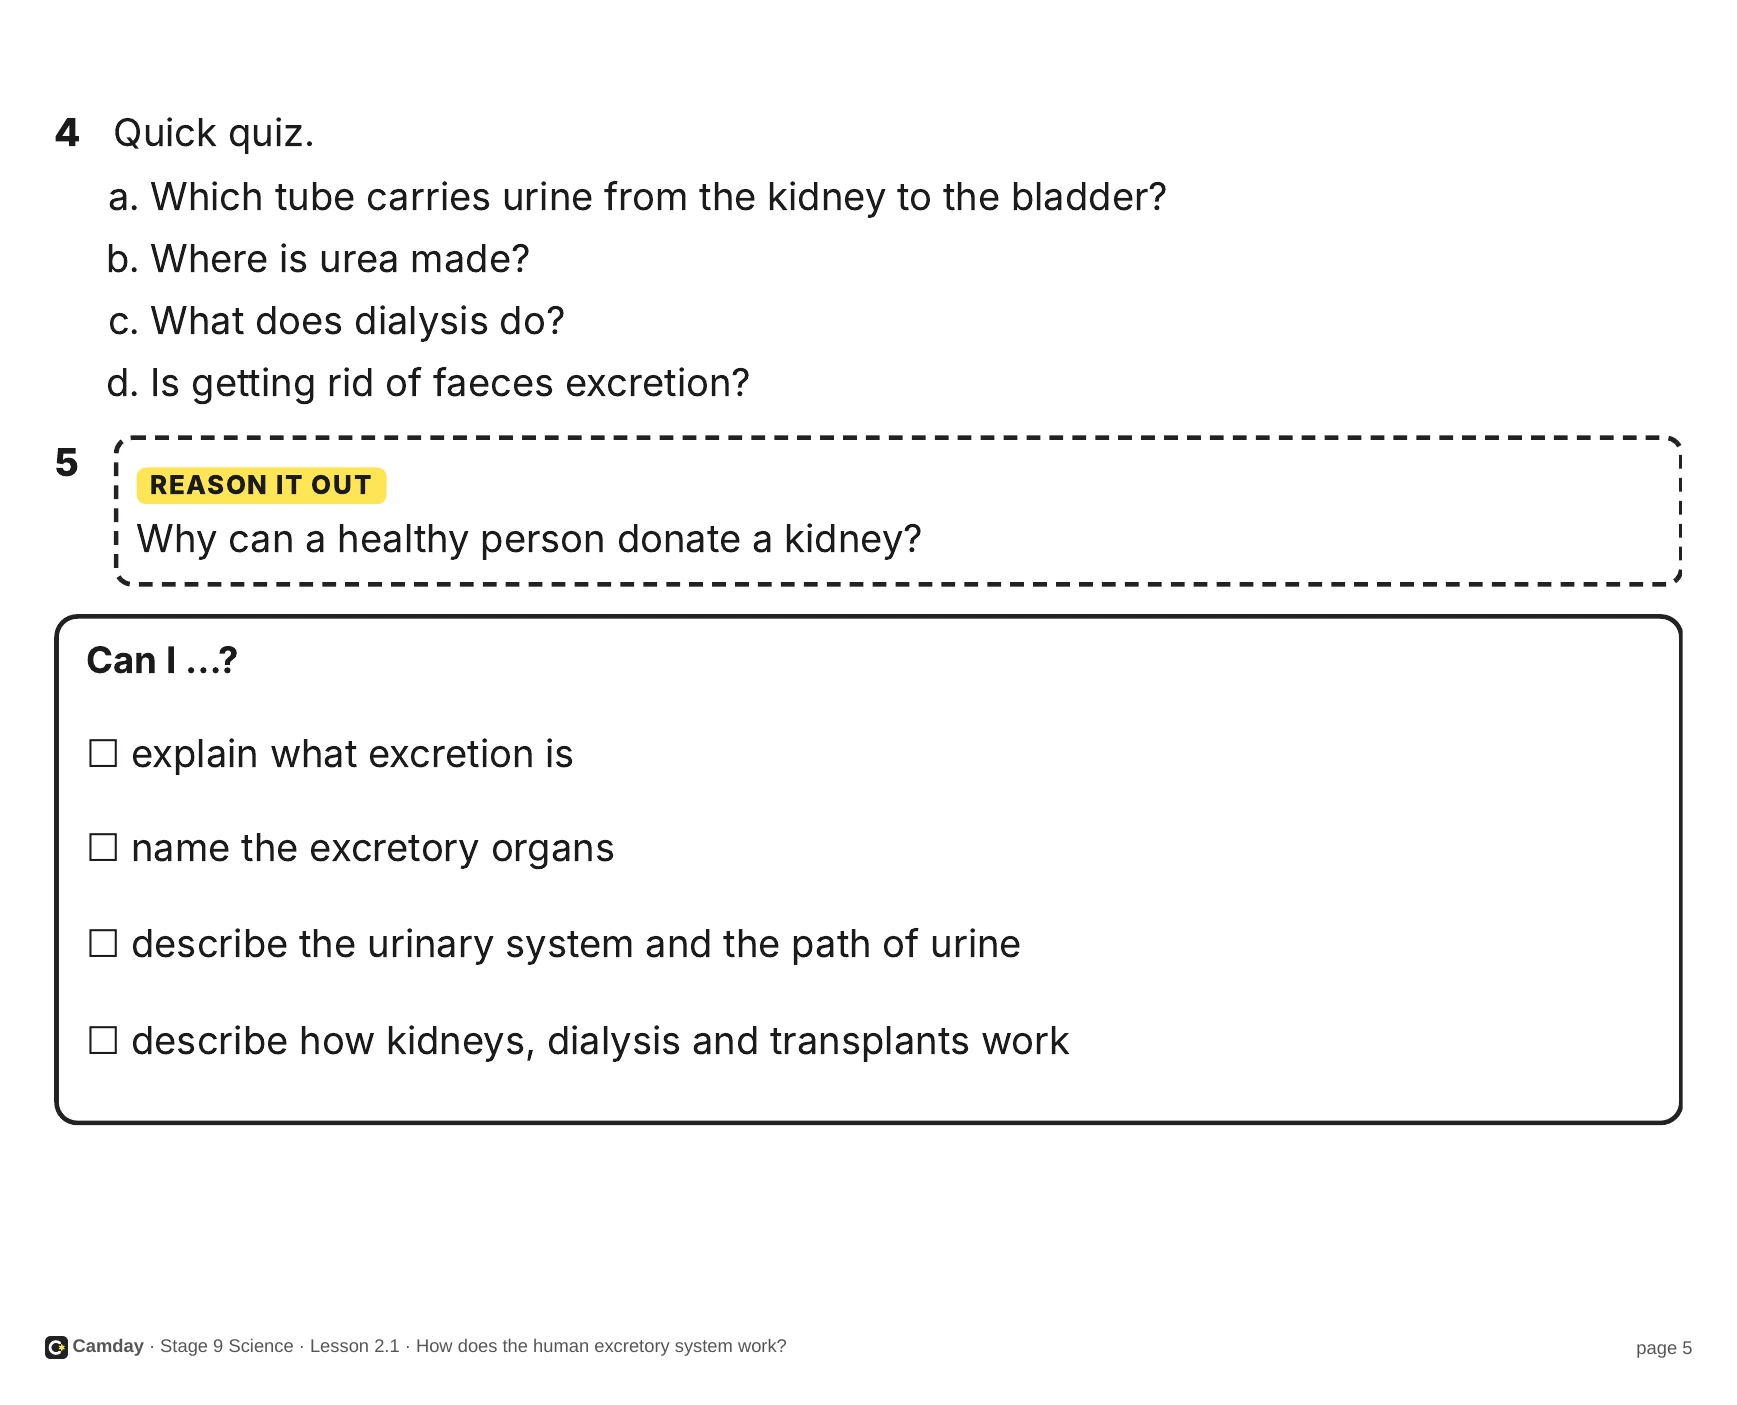 4 Quick quiz.
a. Which tube carries urine from the kidney to the bladder?
b. Where is urea made?
c. What does dialysis do?
d. Is getting rid of faeces excretion?
5
REASON IT OUT
Why can a healthy person donate a kidney?
Can I …?
☐ explain what excretion is
☐ name the excretory organs
☐ describe the urinary system and the path of urine
☐ describe how kidneys, dialysis and transplants work
Camday · Stage 9 Science · Lesson 2.1 · How does the human excretory system work?
page 5